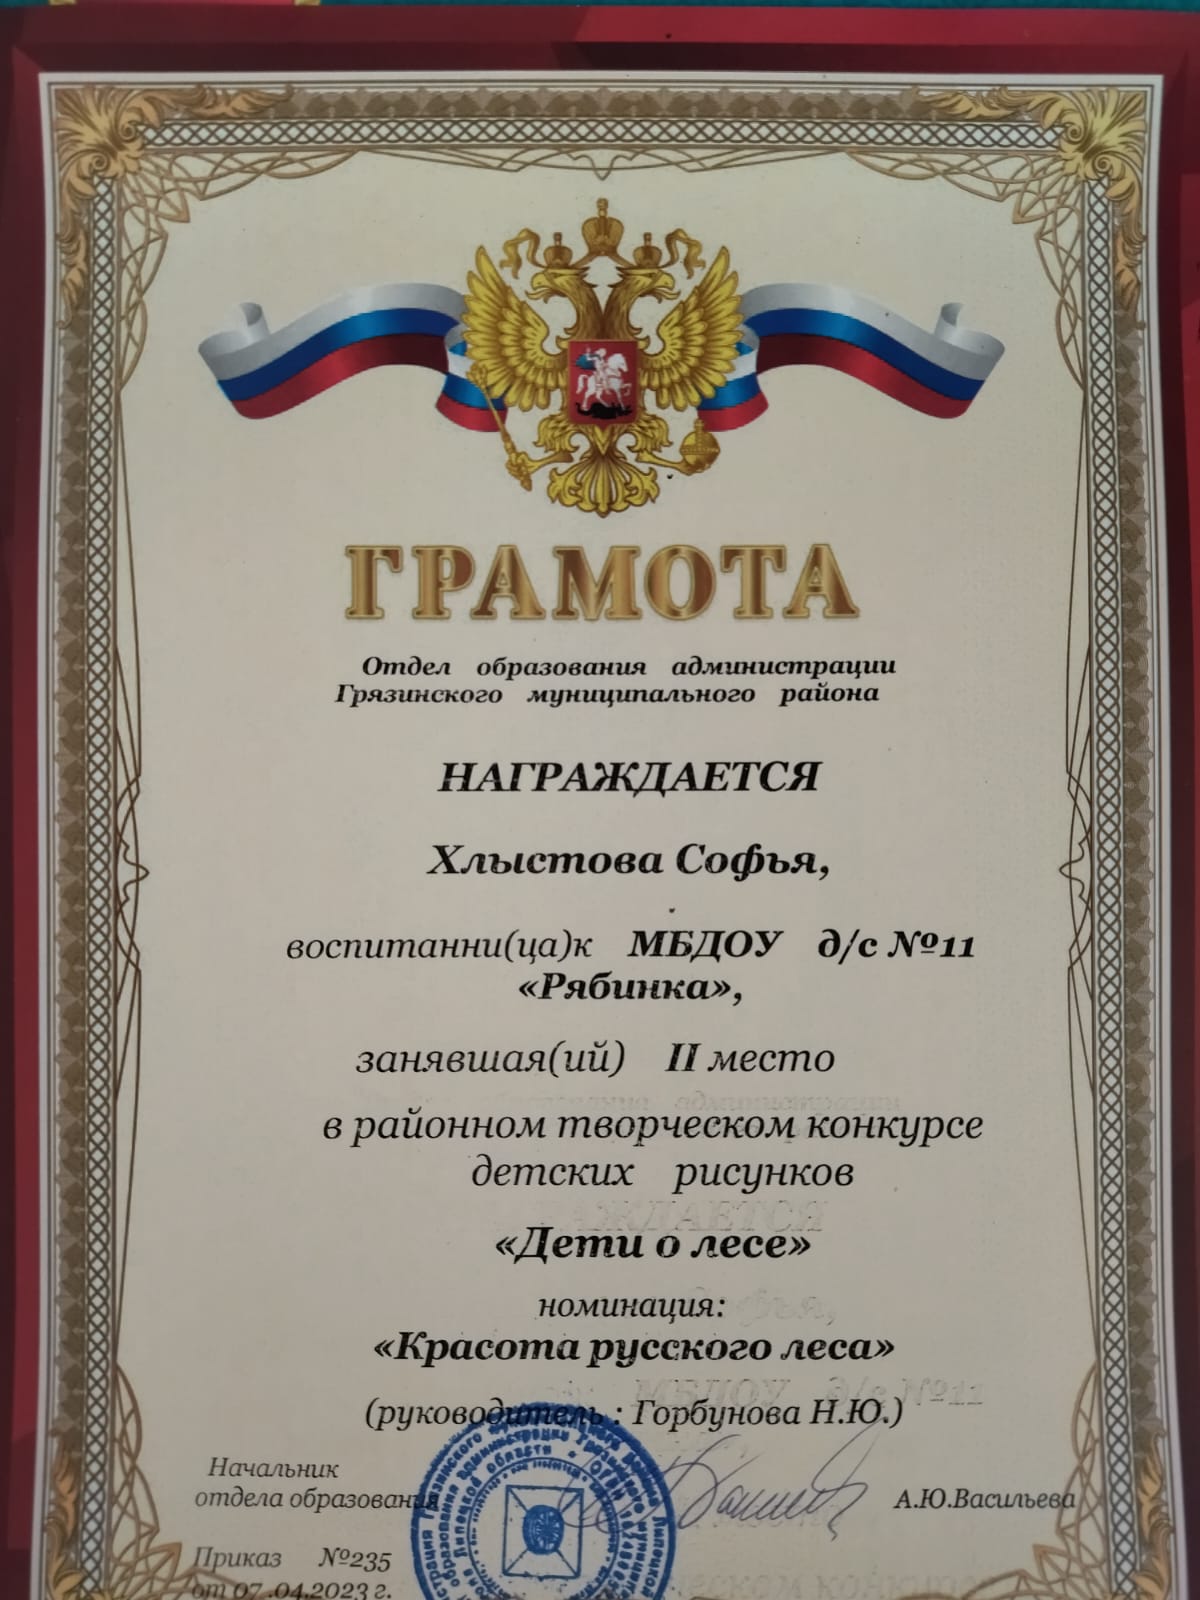 ГРАМОТА
Отдел образования администрации
Грязинского муниципального района
НАГРАЖДАЕТСЯ
Хлыстова Софья,
воспитанни(ца)к МБДОУ д/с №11
«Рябинка»,
занявшая(ий) II место
в районном творческом конкурсе
детских рисунков
«Дети о лесе»
номинация:
«Красота русского леса»
(руководитель : Горбунова Н.Ю.)
Начальник
отдела образования
А.Ю.Васильева
Приказ №235
от 07.04.2023 г.